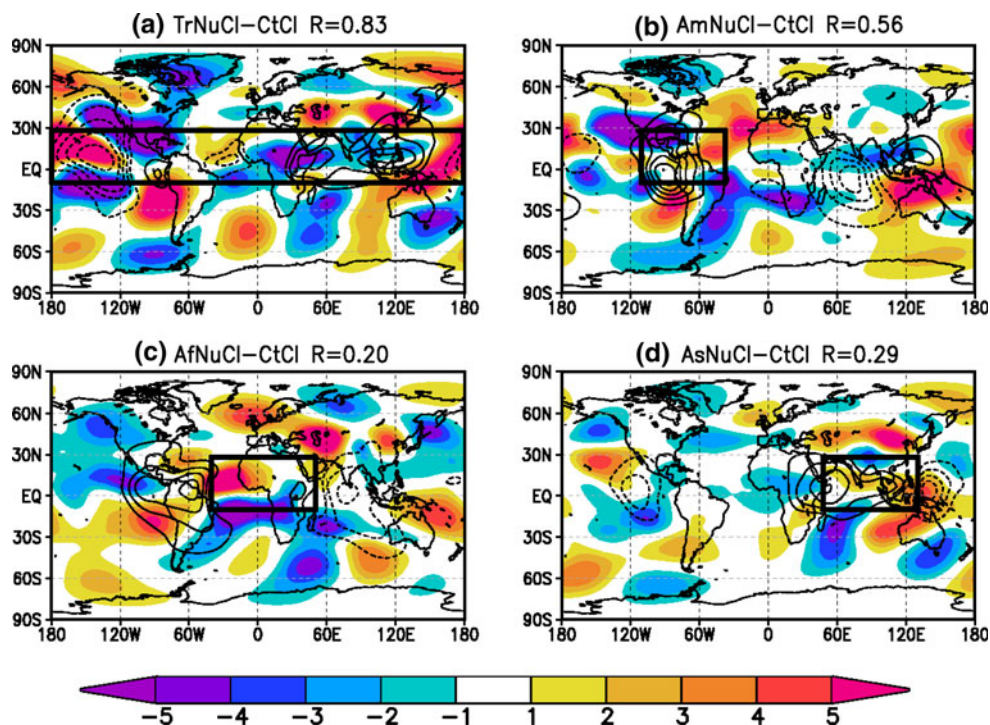 (a) TrNuCl–CtCl R=0.83
90N
60N
30N
EQ
30S
60S
90S
180 120W 60W 0 60E 120E 180
(b) AmNuCl–CtCl R=0.56
90N
60N
30N
EQ
30S
60S
90S
180 120W 60W 0 60E 120E 180
(c) AfNuCl–CtCl R=0.20
90N
60N
30N
EQ
30S
60S
90S
180 120W 60W 0 60E 120E 180
(d) AsNuCl–CtCl R=0.29
90N
60N
30N
EQ
30S
60S
90S
180 120W 60W 0 60E 120E 180
−5 −4 −3 −2 −1 1 2 3 4 5